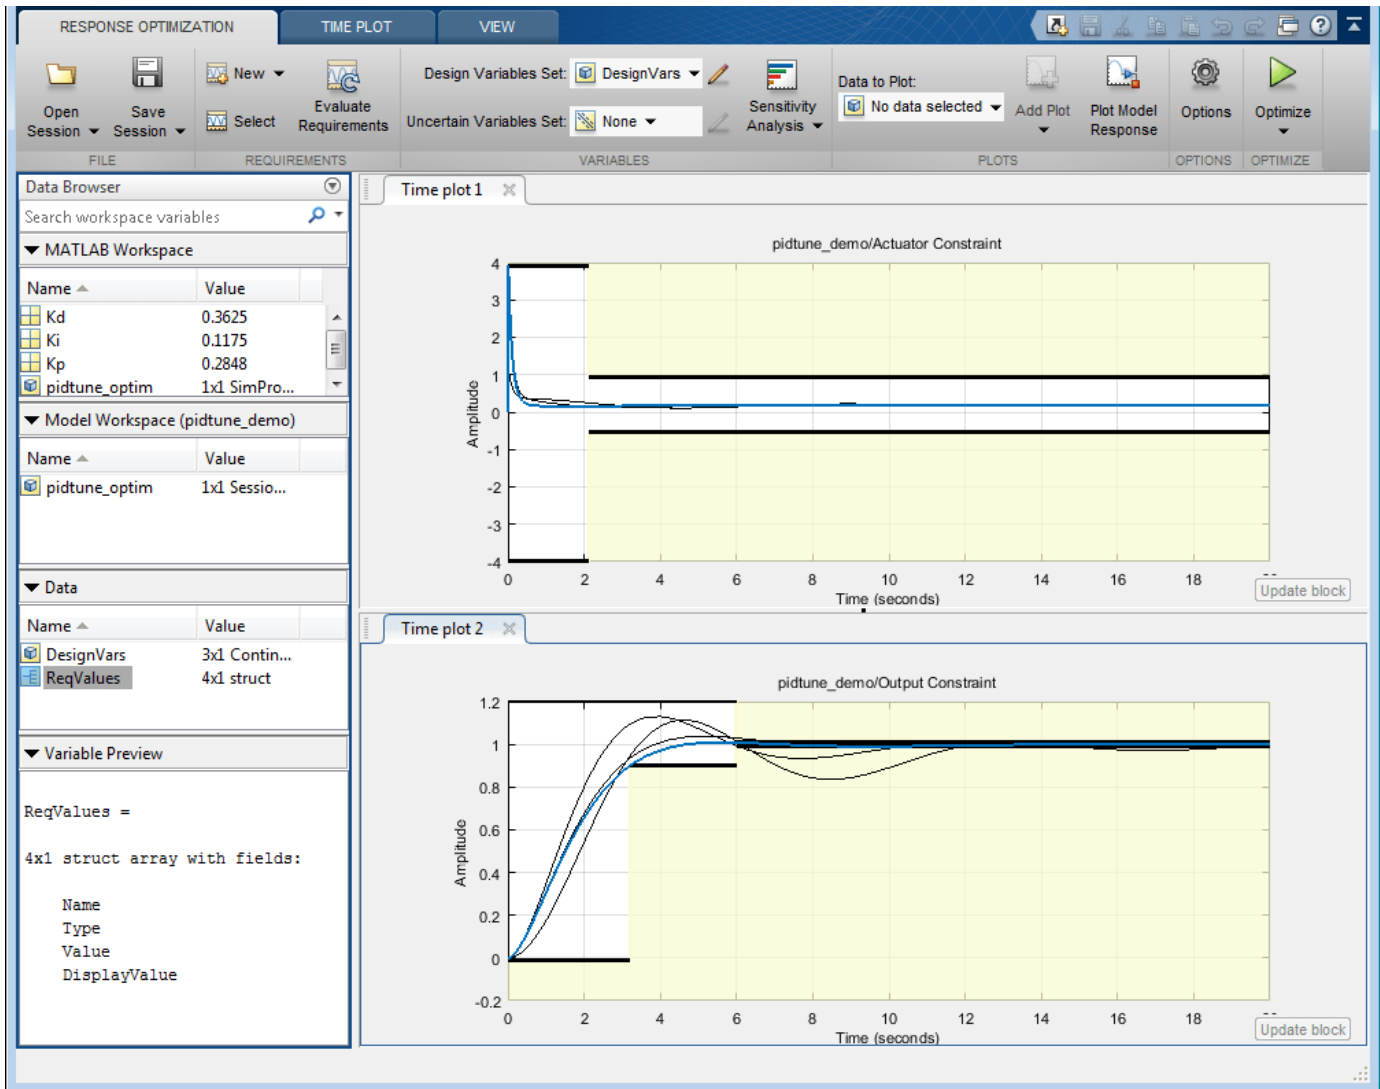 RESPONSE OPTIMIZATION
TIME PLOT
VIEW
Open Session
Save Session
FILE
New
Select
Evaluate Requirements
REQUIREMENTS
Design Variables Set:
DesignVars
Uncertain Variables Set:
None
Sensitivity Analysis
VARIABLES
Data to Plot:
No data selected
Add Plot
Plot Model Response
PLOTS
Options
OPTIONS
Optimize
OPTIMIZE
Data Browser
Search workspace variables
MATLAB Workspace
Name Value
Kd 0.3625
Ki 0.1175
Kp 0.2848
pidtune_optim 1x1 SimPro...
Model Workspace (pidtune_demo)
Name Value
pidtune_optim 1x1 Sessio...
Data
Name Value
DesignVars 3x1 Contin...
ReqValues 4x1 struct
Variable Preview
ReqValues =
4x1 struct array with fields:
Name
Type
Value
DisplayValue
Time plot 1
pidtune_demo/Actuator Constraint
Amplitude
4
3
2
1
0
-1
-2
-3
-4
0 2 4 6 8 10 12 14 16 18
Time (seconds)
Update block
Time plot 2
pidtune_demo/Output Constraint
Amplitude
1.2
1
0.8
0.6
0.4
0.2
0
-0.2
0 2 4 6 8 10 12 14 16 18
Time (seconds)
Update block